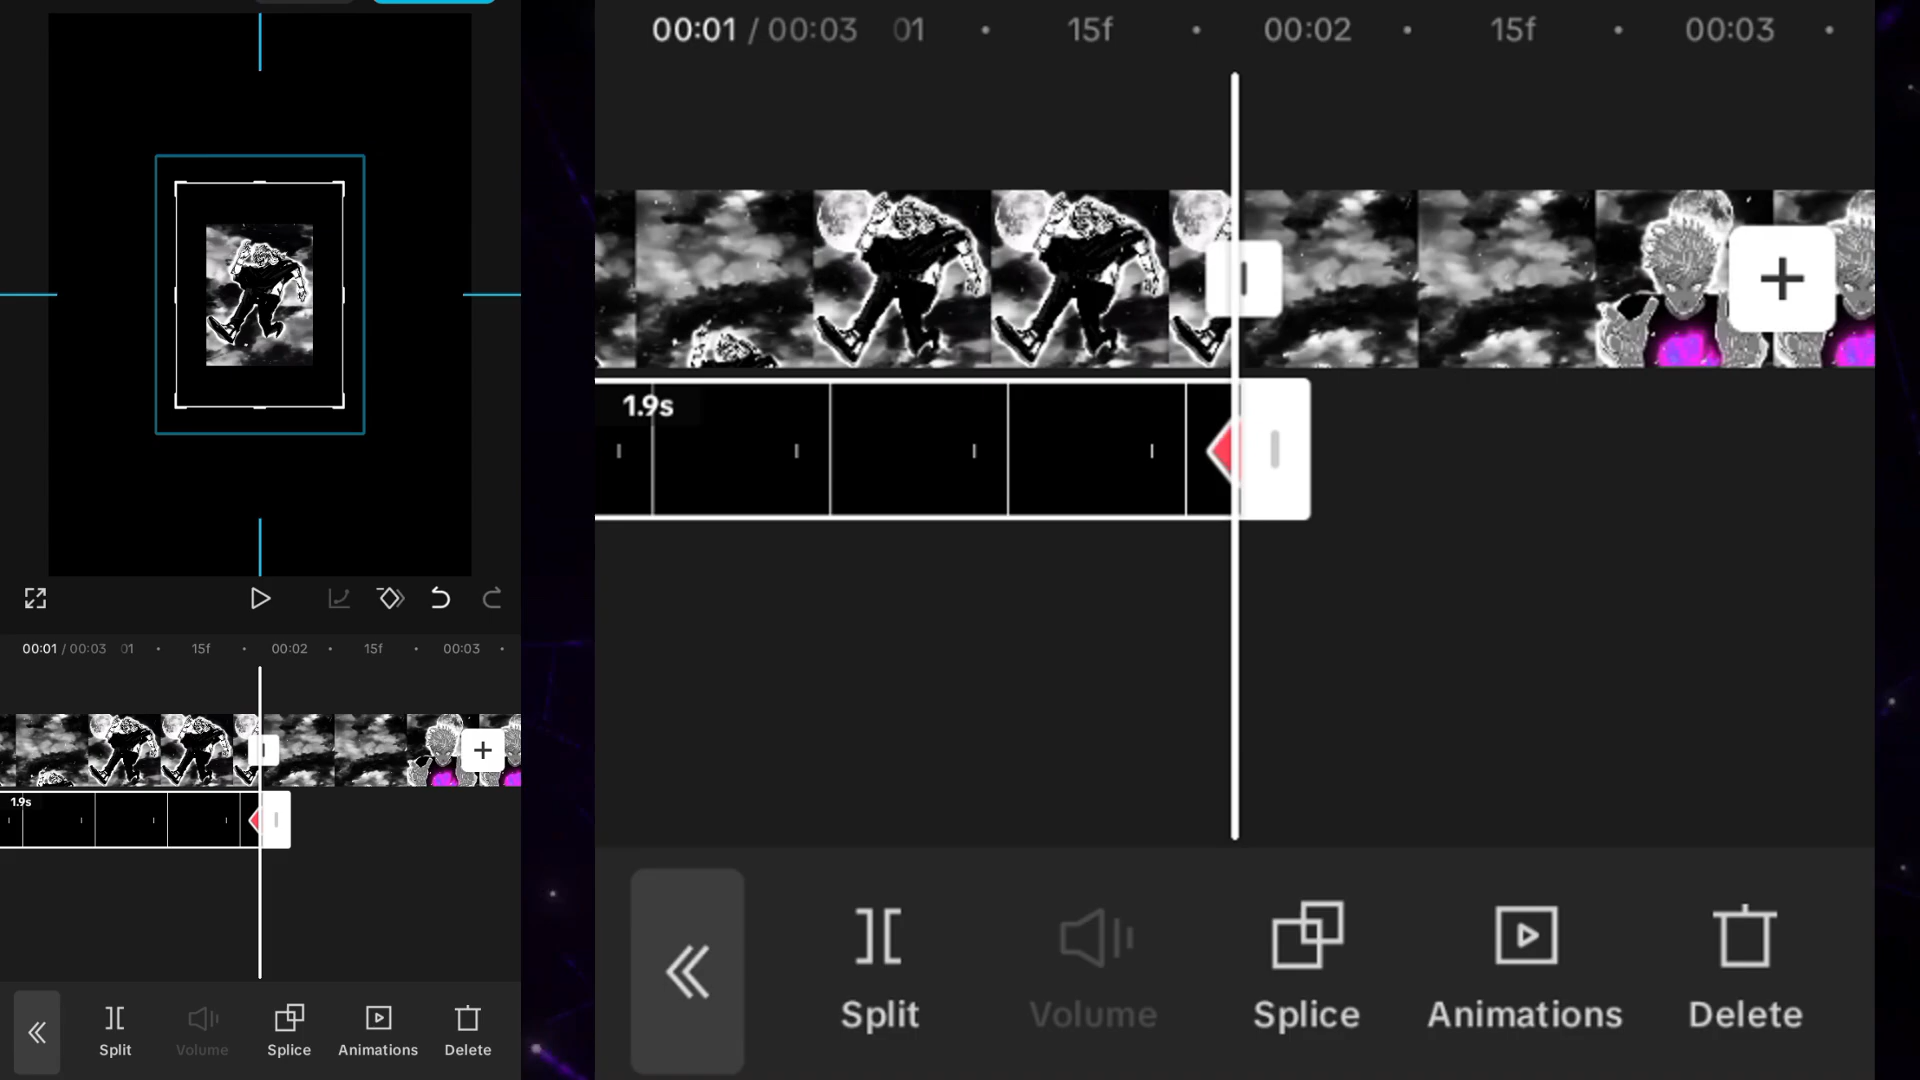 00:01 / 00:03 01 15f 00:02 15f 00:03
1.9s
Split Volume Splice Animations Delete
00:01 / 00:03 01 15f 00:02 15f 00:03
1.9s
Split Volume Splice Animations Delete